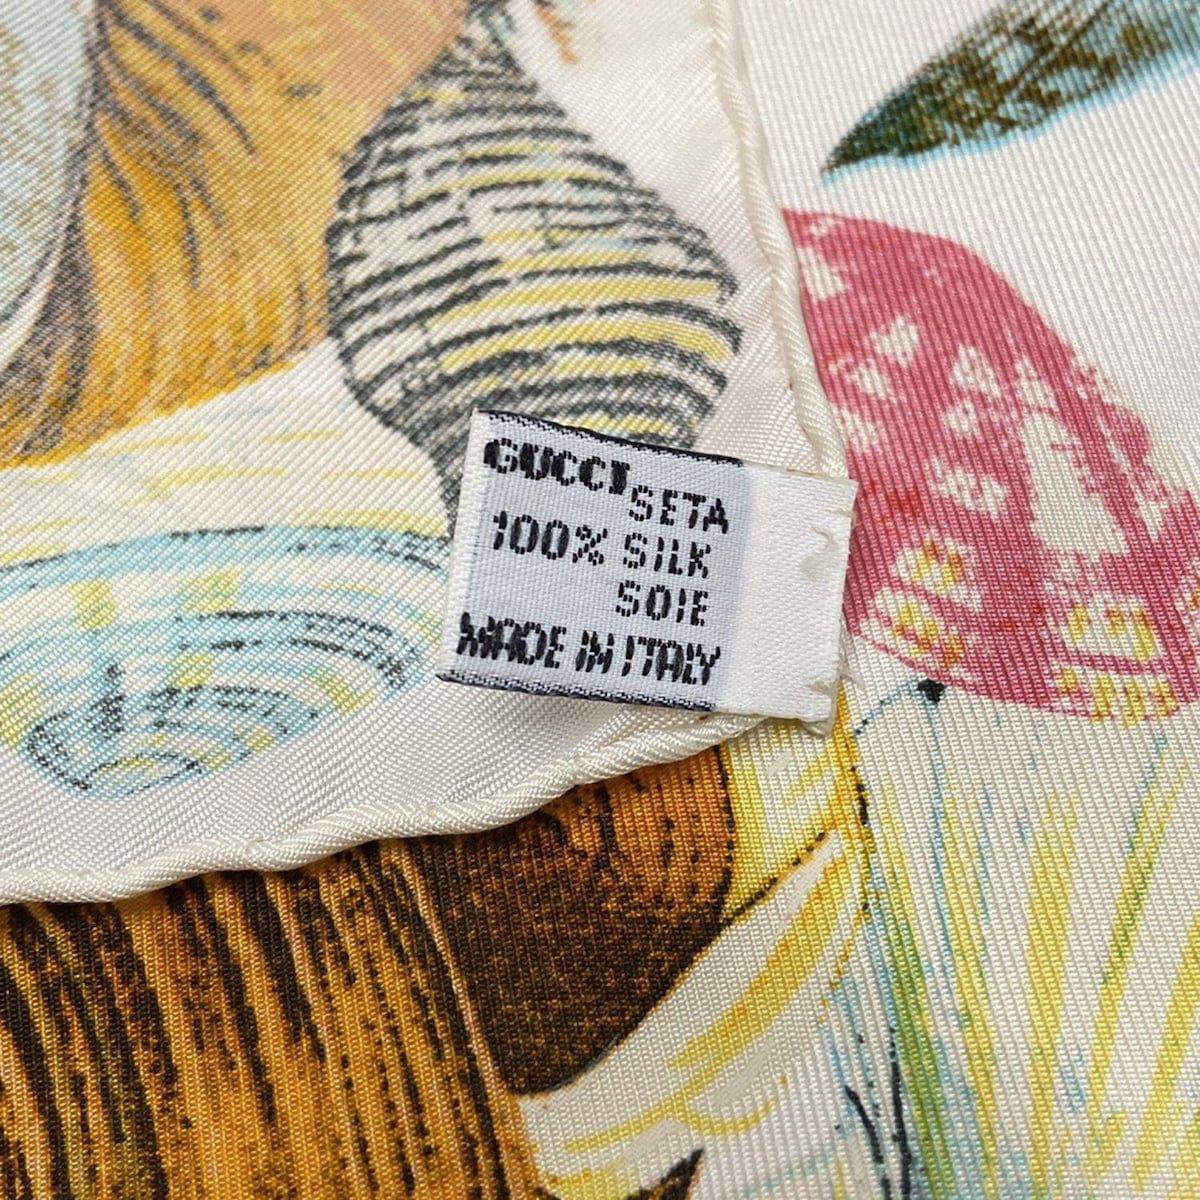 GUCCI
SETA
100% SILK
SOIE
MADE IN ITALY